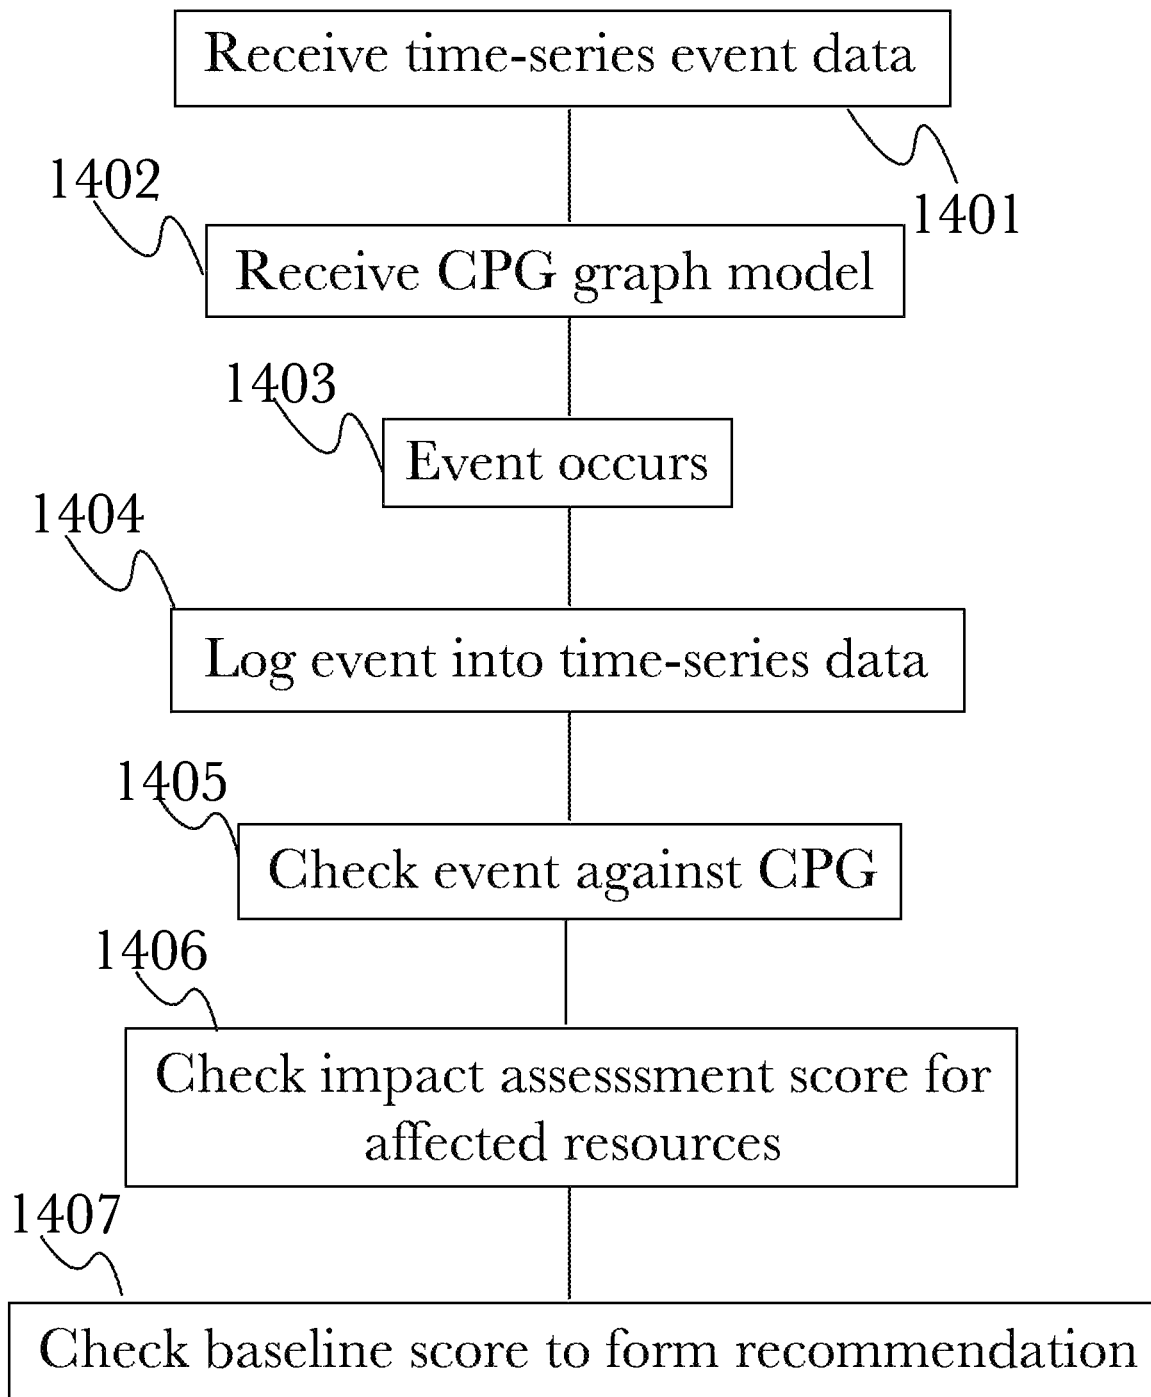 Receive time-series event data
1401
1402
Receive CPG graph model
1403
Event occurs
1404
Log event into time-series data
1405
Check event against CPG
1406
Check impact assesssment score for
affected resources
1407
Check baseline score to form recommendation